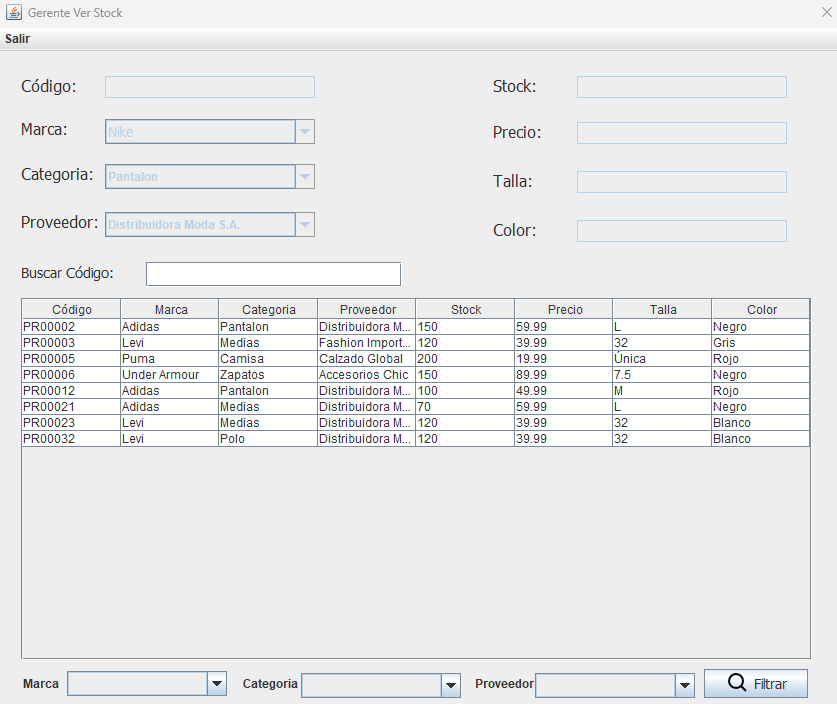 Gerente Ver Stock
Salir
Código: Stock:
Marca: Nike Precio:
Categoria: Pantalon Talla:
Proveedor: Distribuidora Moda S.A. Color:
Buscar Código:
Código Marca Categoria Proveedor Stock Precio Talla Color
PR00002 Adidas Pantalon Distribuidora M... 150 59.99 L Negro
PR00003 Levi Medias Fashion Import... 120 39.99 32 Gris
PR00005 Puma Camisa Calzado Global 200 19.99 Única Rojo
PR00006 Under Armour Zapatos Accesorios Chic 150 89.99 7.5 Negro
PR00012 Adidas Pantalon Distribuidora M... 100 49.99 M Rojo
PR00021 Adidas Medias Distribuidora M... 70 59.99 L Negro
PR00023 Levi Medias Distribuidora M... 120 39.99 32 Blanco
PR00032 Levi Polo Distribuidora M... 120 39.99 32 Blanco
Marca Categoria Proveedor Filtrar